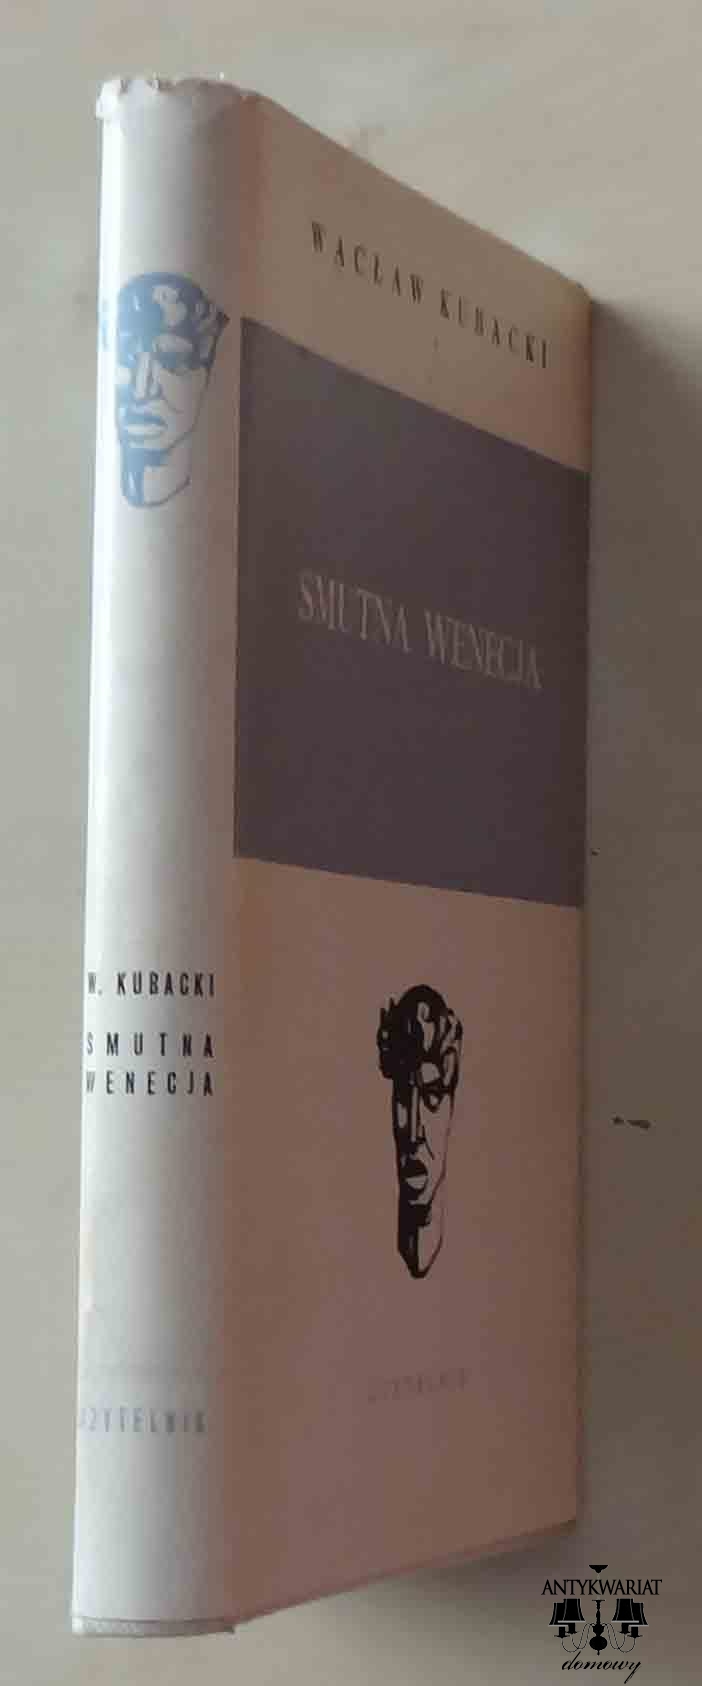 WACŁAW KUBACKI
SMUTNA WENECJA
CZYTELNIK
W. KUBACKI
SMUTNA
WENECJA
CZYTELNIK
ANTYKWARIAT
domowy